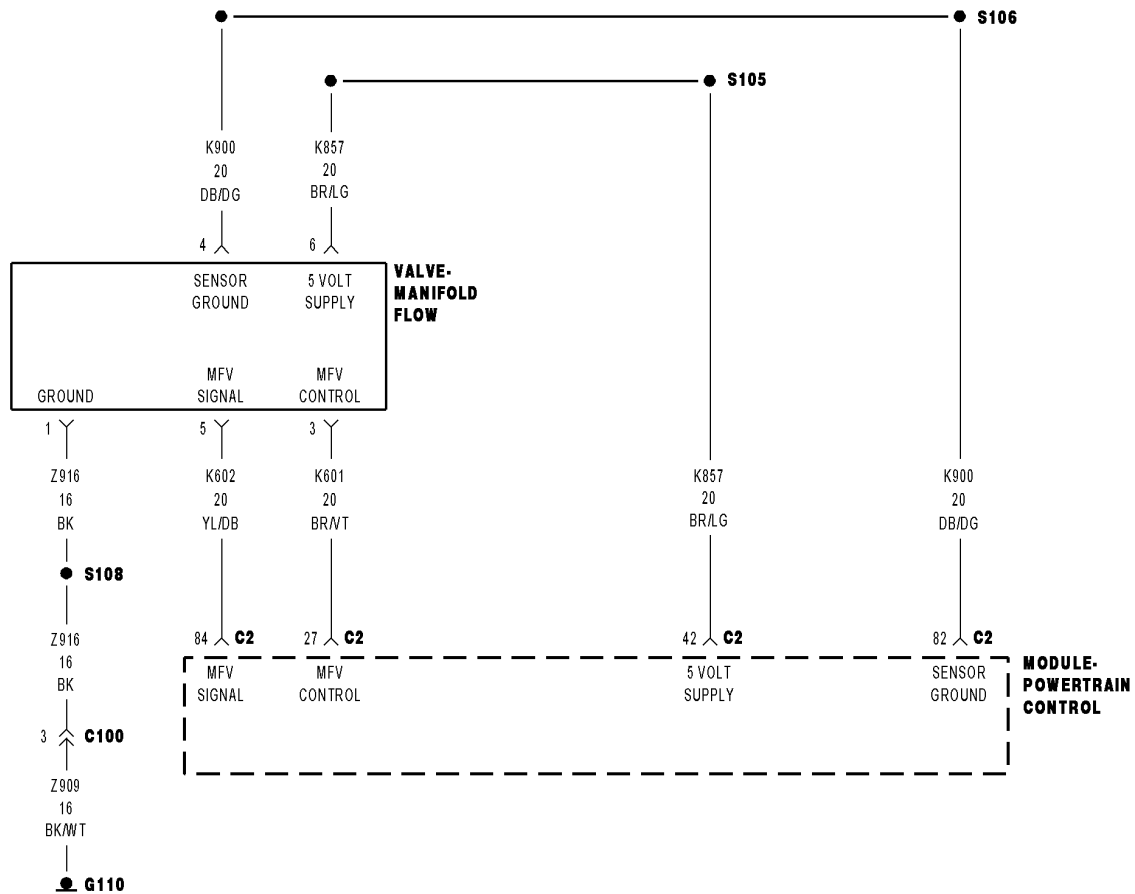 S106
S105
K900
20
DB/DG
K857
20
BR/LG
4
6
SENSOR
GROUND
5 VOLT
SUPPLY
VALVE-
MANIFOLD
FLOW
GROUND
MFV
SIGNAL
MFV
CONTROL
1
5
3
Z916
16
BK
K602
20
YL/DB
K601
20
BR/VT
K857
20
BR/LG
K900
20
DB/DG
S108
Z916
16
BK
84 C2
27 C2
42 C2
82 C2
MFV
SIGNAL
MFV
CONTROL
5 VOLT
SUPPLY
SENSOR
GROUND
MODULE-
POWERTRAIN
CONTROL
3 C100
Z909
16
BK/WT
G110